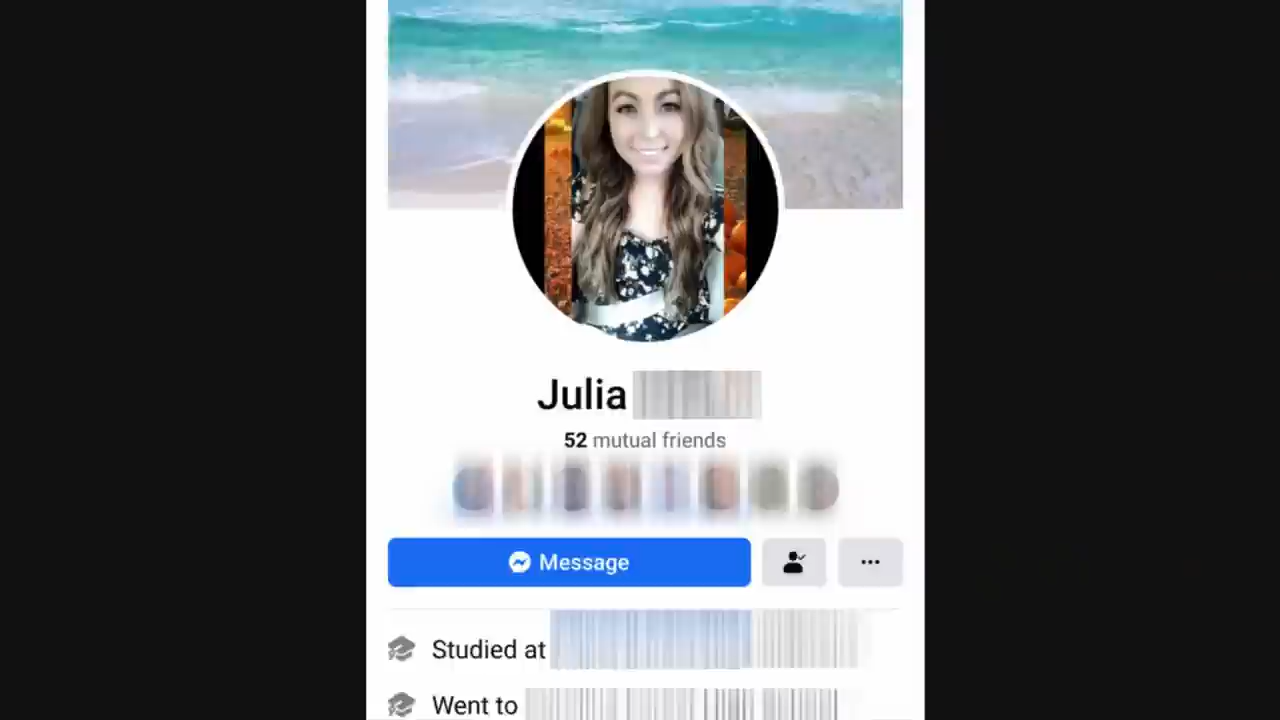 Julia
52 mutual friends
Message
Studied at
Went to